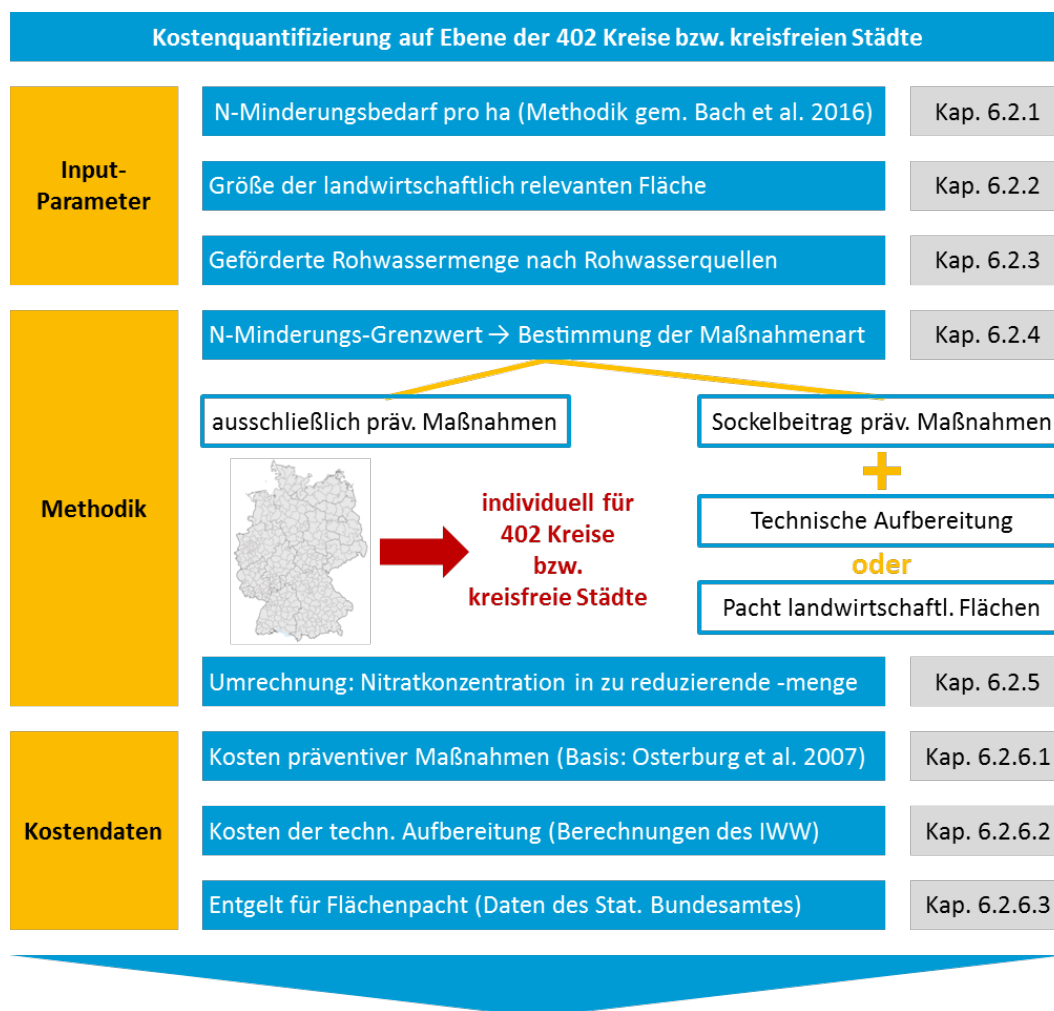 Kostenquantifizierung auf Ebene der 402 Kreise bzw. kreisfreien Städte
Input-
Parameter
N-Minderungsbedarf pro ha (Methodik gem. Bach et al. 2016)
Kap. 6.2.1
Größe der landwirtschaftlich relevanten Fläche
Kap. 6.2.2
Geförderte Rohwassermenge nach Rohwasserquellen
Kap. 6.2.3
Methodik
N-Minderungs-Grenzwert → Bestimmung der Maßnahmenart
Kap. 6.2.4
ausschließlich präv. Maßnahmen
Sockelbeitrag präv. Maßnahmen
+
individuell für
402 Kreise
bzw.
kreisfreie Städte
Technische Aufbereitung
oder
Pacht landwirtschaftl. Flächen
Umrechnung: Nitratkonzentration in zu reduzierende -menge
Kap. 6.2.5
Kostendaten
Kosten präventiver Maßnahmen (Basis: Osterburg et al. 2007)
Kap. 6.2.6.1
Kosten der techn. Aufbereitung (Berechnungen des IWW)
Kap. 6.2.6.2
Entgelt für Flächenpacht (Daten des Stat. Bundesamtes)
Kap. 6.2.6.3